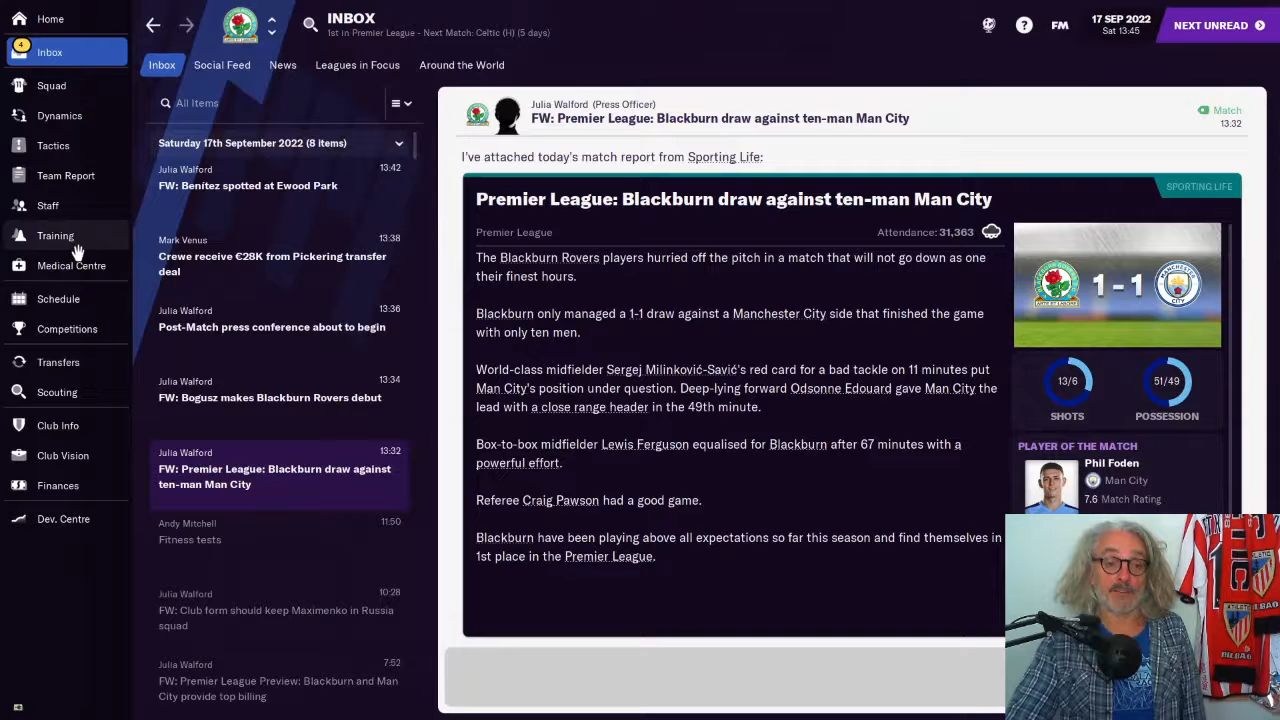 Home
4
Inbox
Squad
Dynamics
Tactics
Team Report
Staff
Training
Medical Centre
Schedule
Competitions
Transfers
Scouting
Club Info
Club Vision
Finances
Dev. Centre
INBOX
1st in Premier League - Next Match: Celtic (H) (5 days)
FM
17 SEP 2022
Sat 13:45
NEXT UNREAD
Inbox
Social Feed
News
Leagues in Focus
Around the World
All Items
Saturday 17th September 2022 (8 items)
Julia Walford 13:42
FW: Benítez spotted at Ewood Park
Mark Venus 13:38
Crewe receive €28K from Pickering transfer
deal
Julia Walford 13:36
Post-Match press conference about to begin
Julia Walford 13:34
FW: Bogusz makes Blackburn Rovers debut
Julia Walford 13:32
FW: Premier League: Blackburn draw against
ten-man Man City
Andy Mitchell 11:50
Fitness tests
Julia Walford 10:28
FW: Club form should keep Maximenko in Russia
squad
Julia Walford 7:52
FW: Premier League Preview: Blackburn and Man
City provide top billing
Julia Walford (Press Officer)
FW: Premier League: Blackburn draw against ten-man Man City
Match
13:32
I've attached today's match report from Sporting Life:
SPORTING LIFE
Premier League: Blackburn draw against ten-man Man City
Premier League
Attendance: 31,363
The Blackburn Rovers players hurried off the pitch in a match that will not go down as one
their finest hours.
Blackburn only managed a 1-1 draw against a Manchester City side that finished the game
with only ten men.
World-class midfielder Sergej Milinković-Savić's red card for a bad tackle on 11 minutes put
Man City's position under question. Deep-lying forward Odsonne Edouard gave Man City the
lead with a close range header in the 49th minute.
Box-to-box midfielder Lewis Ferguson equalised for Blackburn after 67 minutes with a
powerful effort.
Referee Craig Pawson had a good game.
Blackburn have been playing above all expectations so far this season and find themselves in
1st place in the Premier League.
1 - 1
13/6
SHOTS
51/49
POSSESSION
PLAYER OF THE MATCH
Phil Foden
Man City
7.6 Match Rating